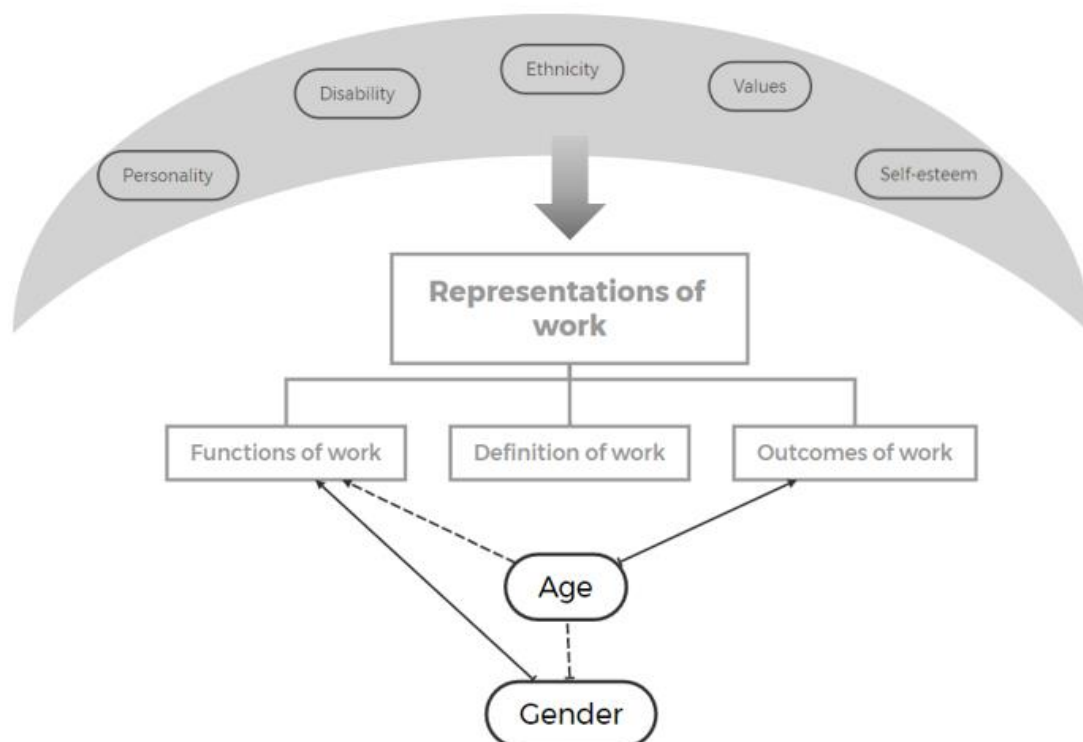 Ethnicity
Disability
Values
Personality
Self-esteem
Representations of
work
Functions of work
Definition of work
Outcomes of work
Age
Gender